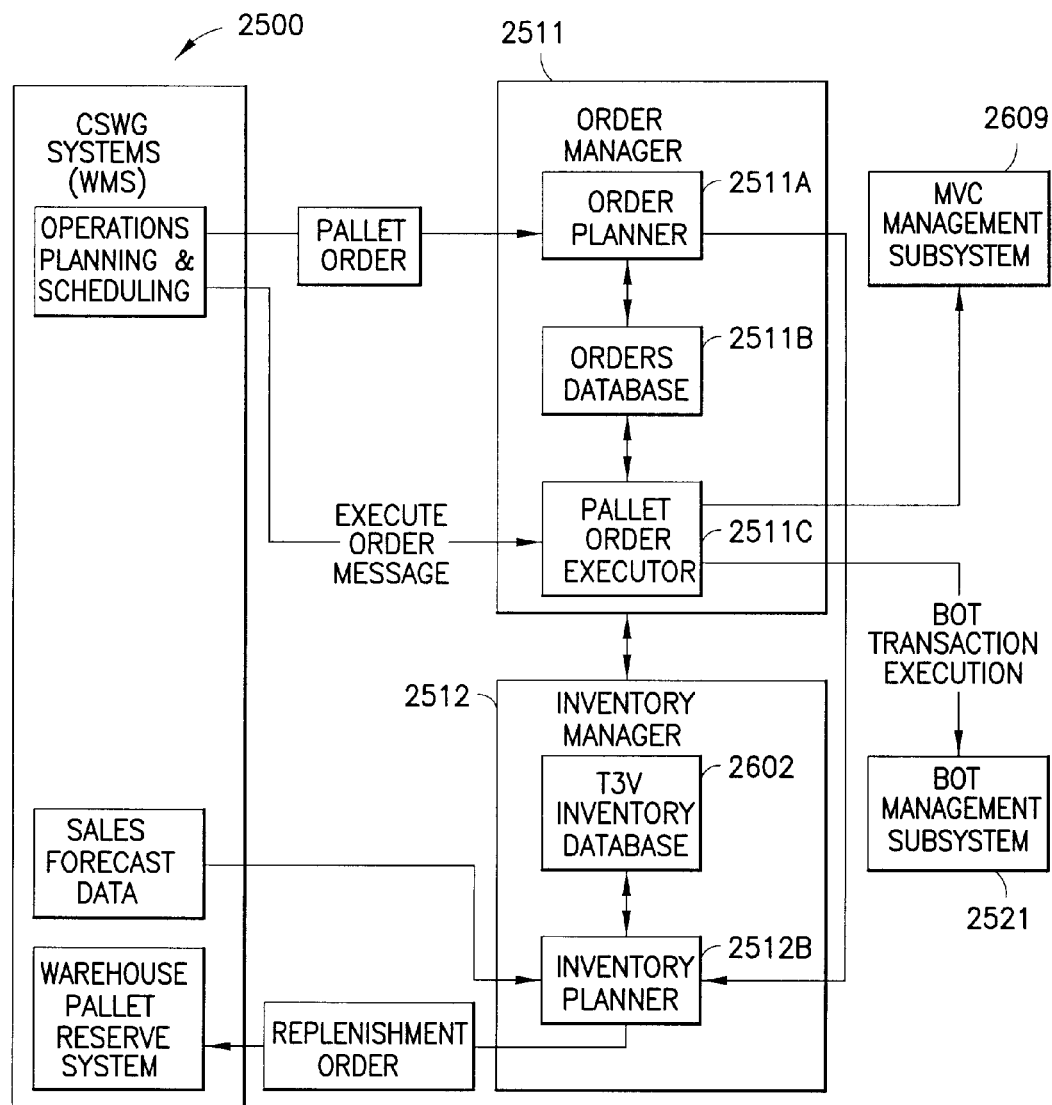 2500
CSWG
SYSTEMS
(WMS)
OPERATIONS
PLANNING &
SCHEDULING
PALLET
ORDER
EXECUTE
ORDER
MESSAGE
2511
ORDER
MANAGER
ORDER
PLANNER
2511A
ORDERS
DATABASE
2511B
PALLET
ORDER
EXECUTOR
2511C
2609
MVC
MANAGEMENT
SUBSYSTEM
BOT
TRANSACTION
EXECUTION
BOT
MANAGEMENT
SUBSYSTEM
2521
2512
INVENTORY
MANAGER
T3V
INVENTORY
DATABASE
2602
INVENTORY
PLANNER
2512B
SALES
FORECAST
DATA
WAREHOUSE
PALLET
RESERVE
SYSTEM
REPLENISHMENT
ORDER